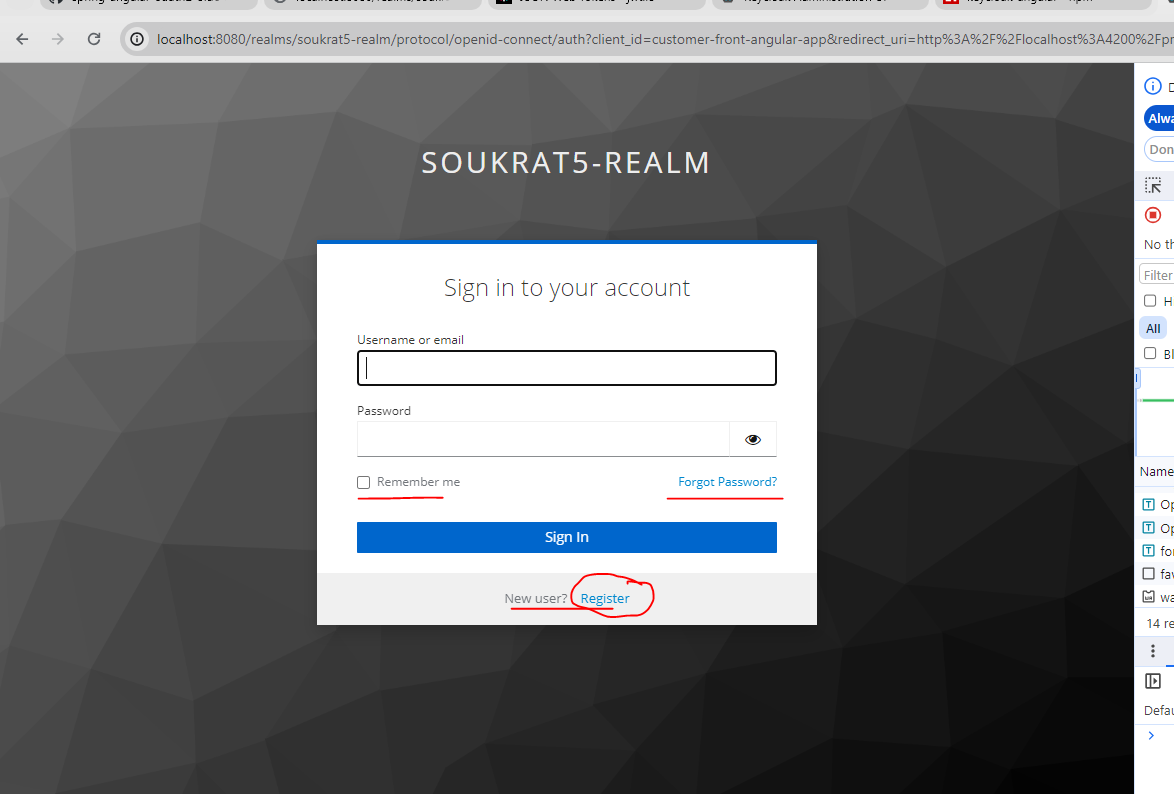 localhost:8080/realms/soukrat5-realm/protocol/openid-connect/auth?client_id=customer-front-angular-app&redirect_uri=http%3A%2F%2Flocalhost%3A4200%2Fpr
SOUKRAT5-REALM
Sign in to your account
Username or email
Password
Remember me
Forgot Password?
Sign In
New user? Register
Alwa
Don
No th
Filter
H
All
Bl
Name
Op
Op
fo
fav
wa
14 re
Defau